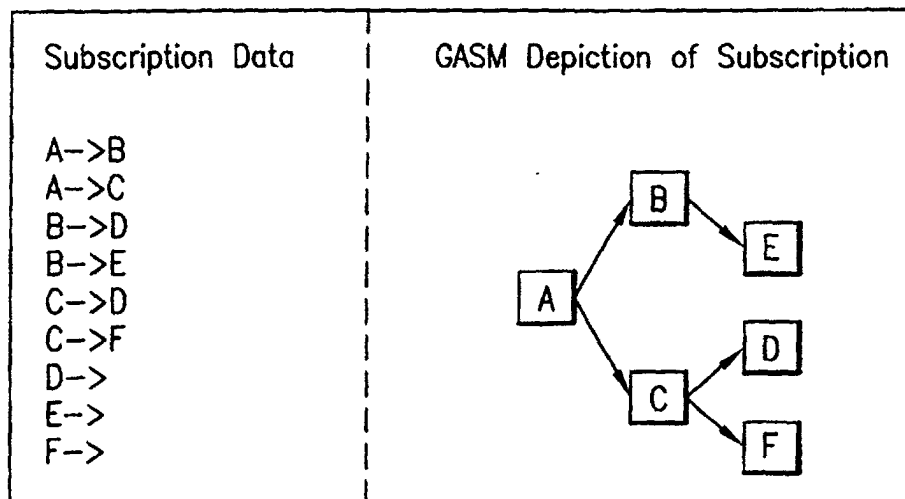 Subscription Data
A->B
A->C
B->D
B->E
C->D
C->F
D->
E->
F->
GASM Depiction of Subscription
B
E
A
D
C
F